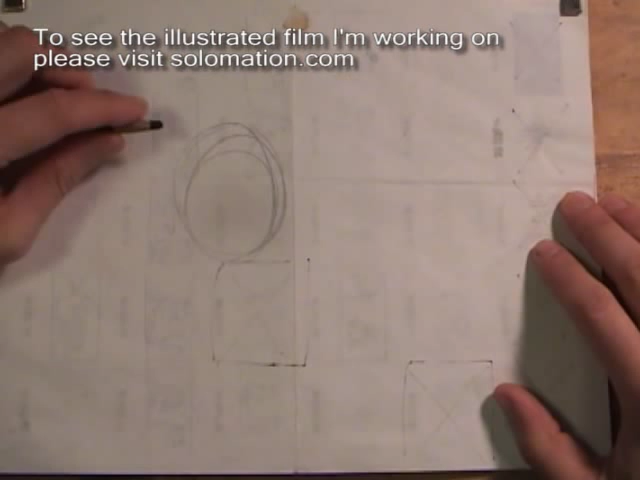 To see the illustrated film I'm working on
please visit solomation.com